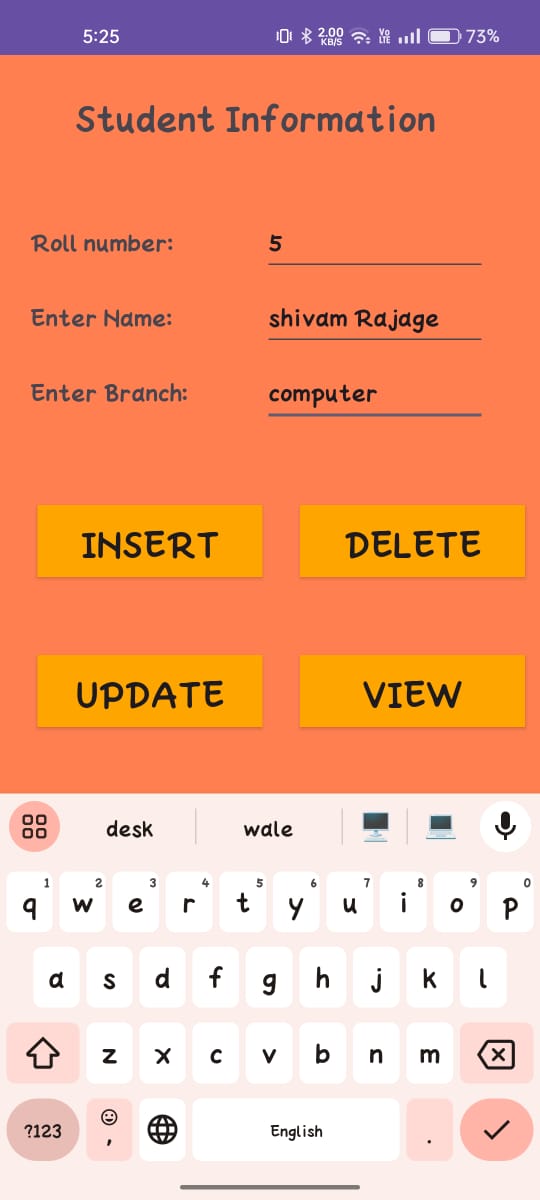 5:25 2.00 KB/S Vo LTE 73%
Student Information
Roll number: 5
Enter Name: shivam Rajage
Enter Branch: computer
INSERT DELETE
UPDATE VIEW
desk wale
1 2 3 4 5 6 7 8 9 0
q w e r t y u i o p
a s d f g h j k l
z x c v b n m
?123 , English .